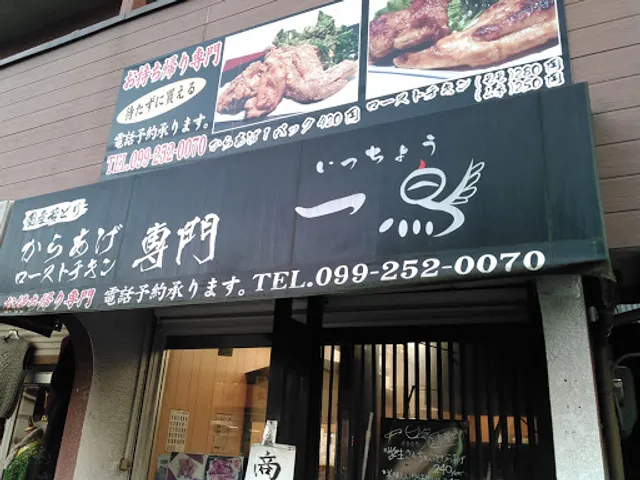 お持ち帰り専門
待たずに買える
電話予約承ります。
TEL.099-252-0070
からあげ1パック 420円
ローストチキン
いっちょう
一鳥
国産若どり
からあげ
ローストチキン
専門
お持ち帰り専門
電話予約承ります。TEL.099-252-0070
商
240